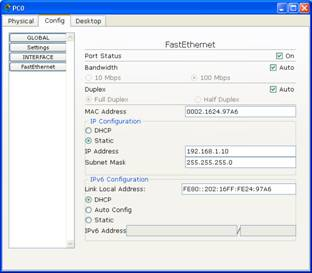 PC0
Physical Config Desktop
GLOBAL
Settings
INTERFACE
FastEthernet
FastEthernet
Port Status On
Bandwidth Auto
10 Mbps 100 Mbps
Duplex Auto
Full Duplex Half Duplex
MAC Address 0002.1624.97A6
IP Configuration
DHCP
Static
IP Address 192.168.1.10
Subnet Mask 255.255.255.0
IPv6 Configuration
Link Local Address: FE80::202:16FF:FE24:97A6
DHCP
Auto Config
Static
IPv6 Address /